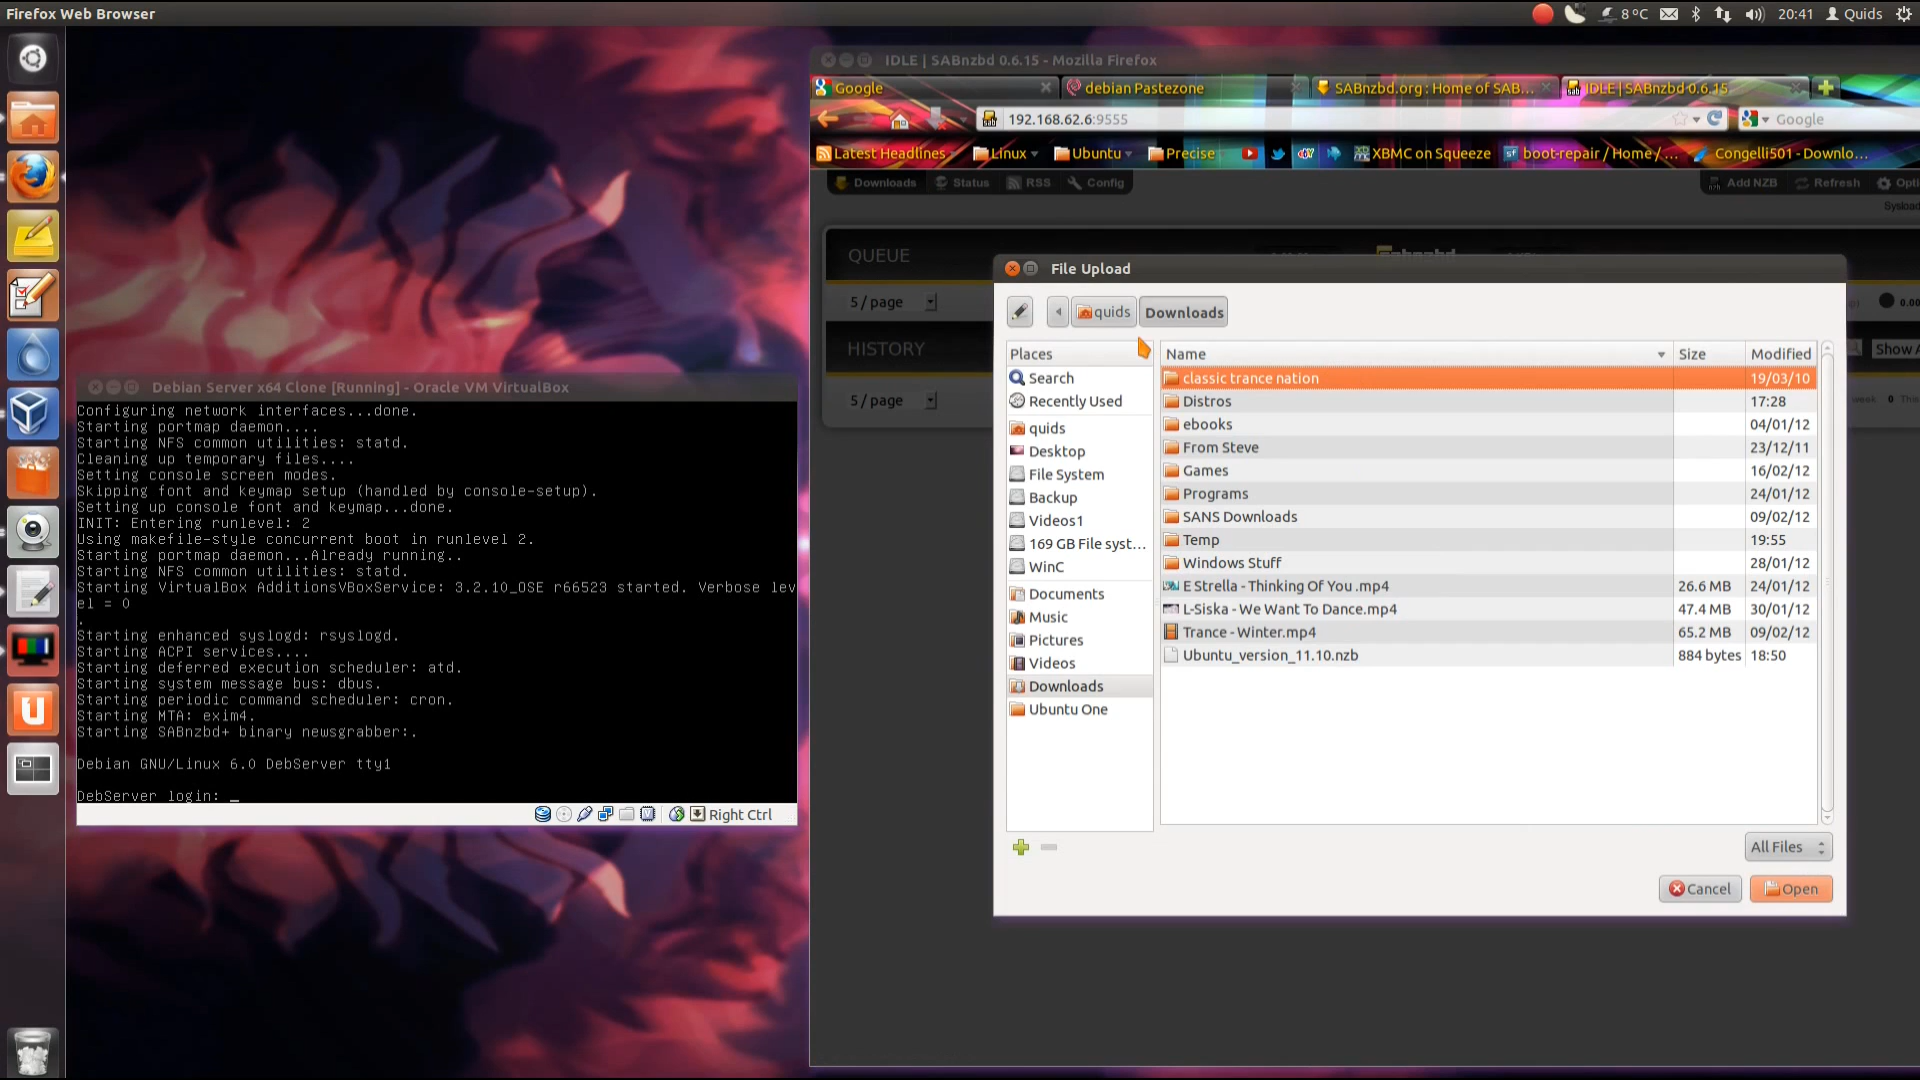 Firefox Web Browser
8 °C
20:41
Quids
IDLE | SABnzbd 0.6.15 - Mozilla Firefox
Google
debian Pastezone
SABnzbd.org : Home of SAB...
IDLE | SABnzbd 0.6.15
192.168.62.6:9555
Google
Latest Headlines
Linux
Ubuntu
Precise
XBMC on Squeeze
boot-repair / Home / ...
Congelli501 - Downlo...
Downloads
Status
RSS
Config
Add NZB
Refresh
Opti
Sysload
QUEUE
5 / page
HISTORY
Show A
5 / page
week 0 This
File Upload
quids
Downloads
Places
Search
Recently Used
quids
Desktop
File System
Backup
Videos1
169 GB File syst...
WinC
Documents
Music
Pictures
Videos
Downloads
Ubuntu One
Name Size Modified
classic trance nation 19/03/10
Distros 17:28
ebooks 04/01/12
From Steve 23/12/11
Games 16/02/12
Programs 24/01/12
SANS Downloads 09/02/12
Temp 19:55
Windows Stuff 28/01/12
E Strella - Thinking Of You .mp4 26.6 MB 24/01/12
L-Siska - We Want To Dance.mp4 47.4 MB 30/01/12
Trance - Winter.mp4 65.2 MB 09/02/12
Ubuntu_version_11.10.nzb 884 bytes 18:50
All Files
Cancel
Open
Debian Server x64 Clone [Running] - Oracle VM VirtualBox
Configuring network interfaces...done.
Starting portmap daemon....
Starting NFS common utilities: statd.
Cleaning up temporary files....
Setting console screen modes.
Skipping font and keymap setup (handled by console-setup).
Setting up console font and keymap...done.
INIT: Entering runlevel: 2
Using makefile-style concurrent boot in runlevel 2.
Starting portmap daemon...Already running..
Starting NFS common utilities: statd.
Starting VirtualBox AdditionsVBoxService: 3.2.10_OSE r66523 started. Verbose lev
el = 0
.
Starting enhanced syslogd: rsyslogd.
Starting ACPI services....
Starting deferred execution scheduler: atd.
Starting system message bus: dbus.
Starting periodic command scheduler: cron.
Starting MTA: exim4.
Starting SABnzbd+ binary newsgrabber:.
Debian GNU/Linux 6.0 DebServer tty1
DebServer login: _
Right Ctrl